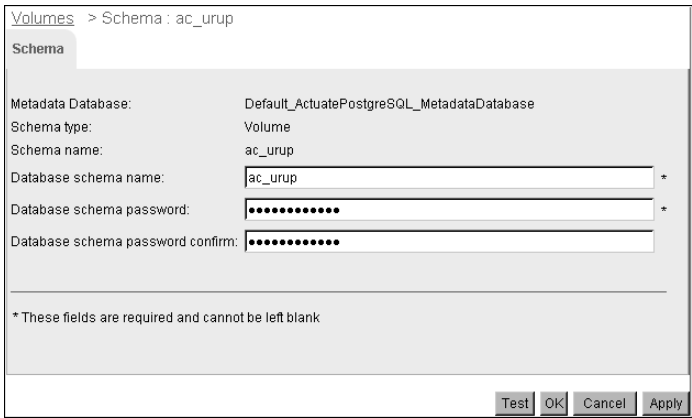 Volumes > Schema : ac_urup
Schema
Metadata Database: Default_ActuatePostgreSQL_MetadataDatabase
Schema type: Volume
Schema name: ac_urup
Database schema name: ac_urup *
Database schema password: ●●●●●●●●●●●● *
Database schema password confirm: ●●●●●●●●●●●●
* These fields are required and cannot be left blank
Test OK Cancel Apply